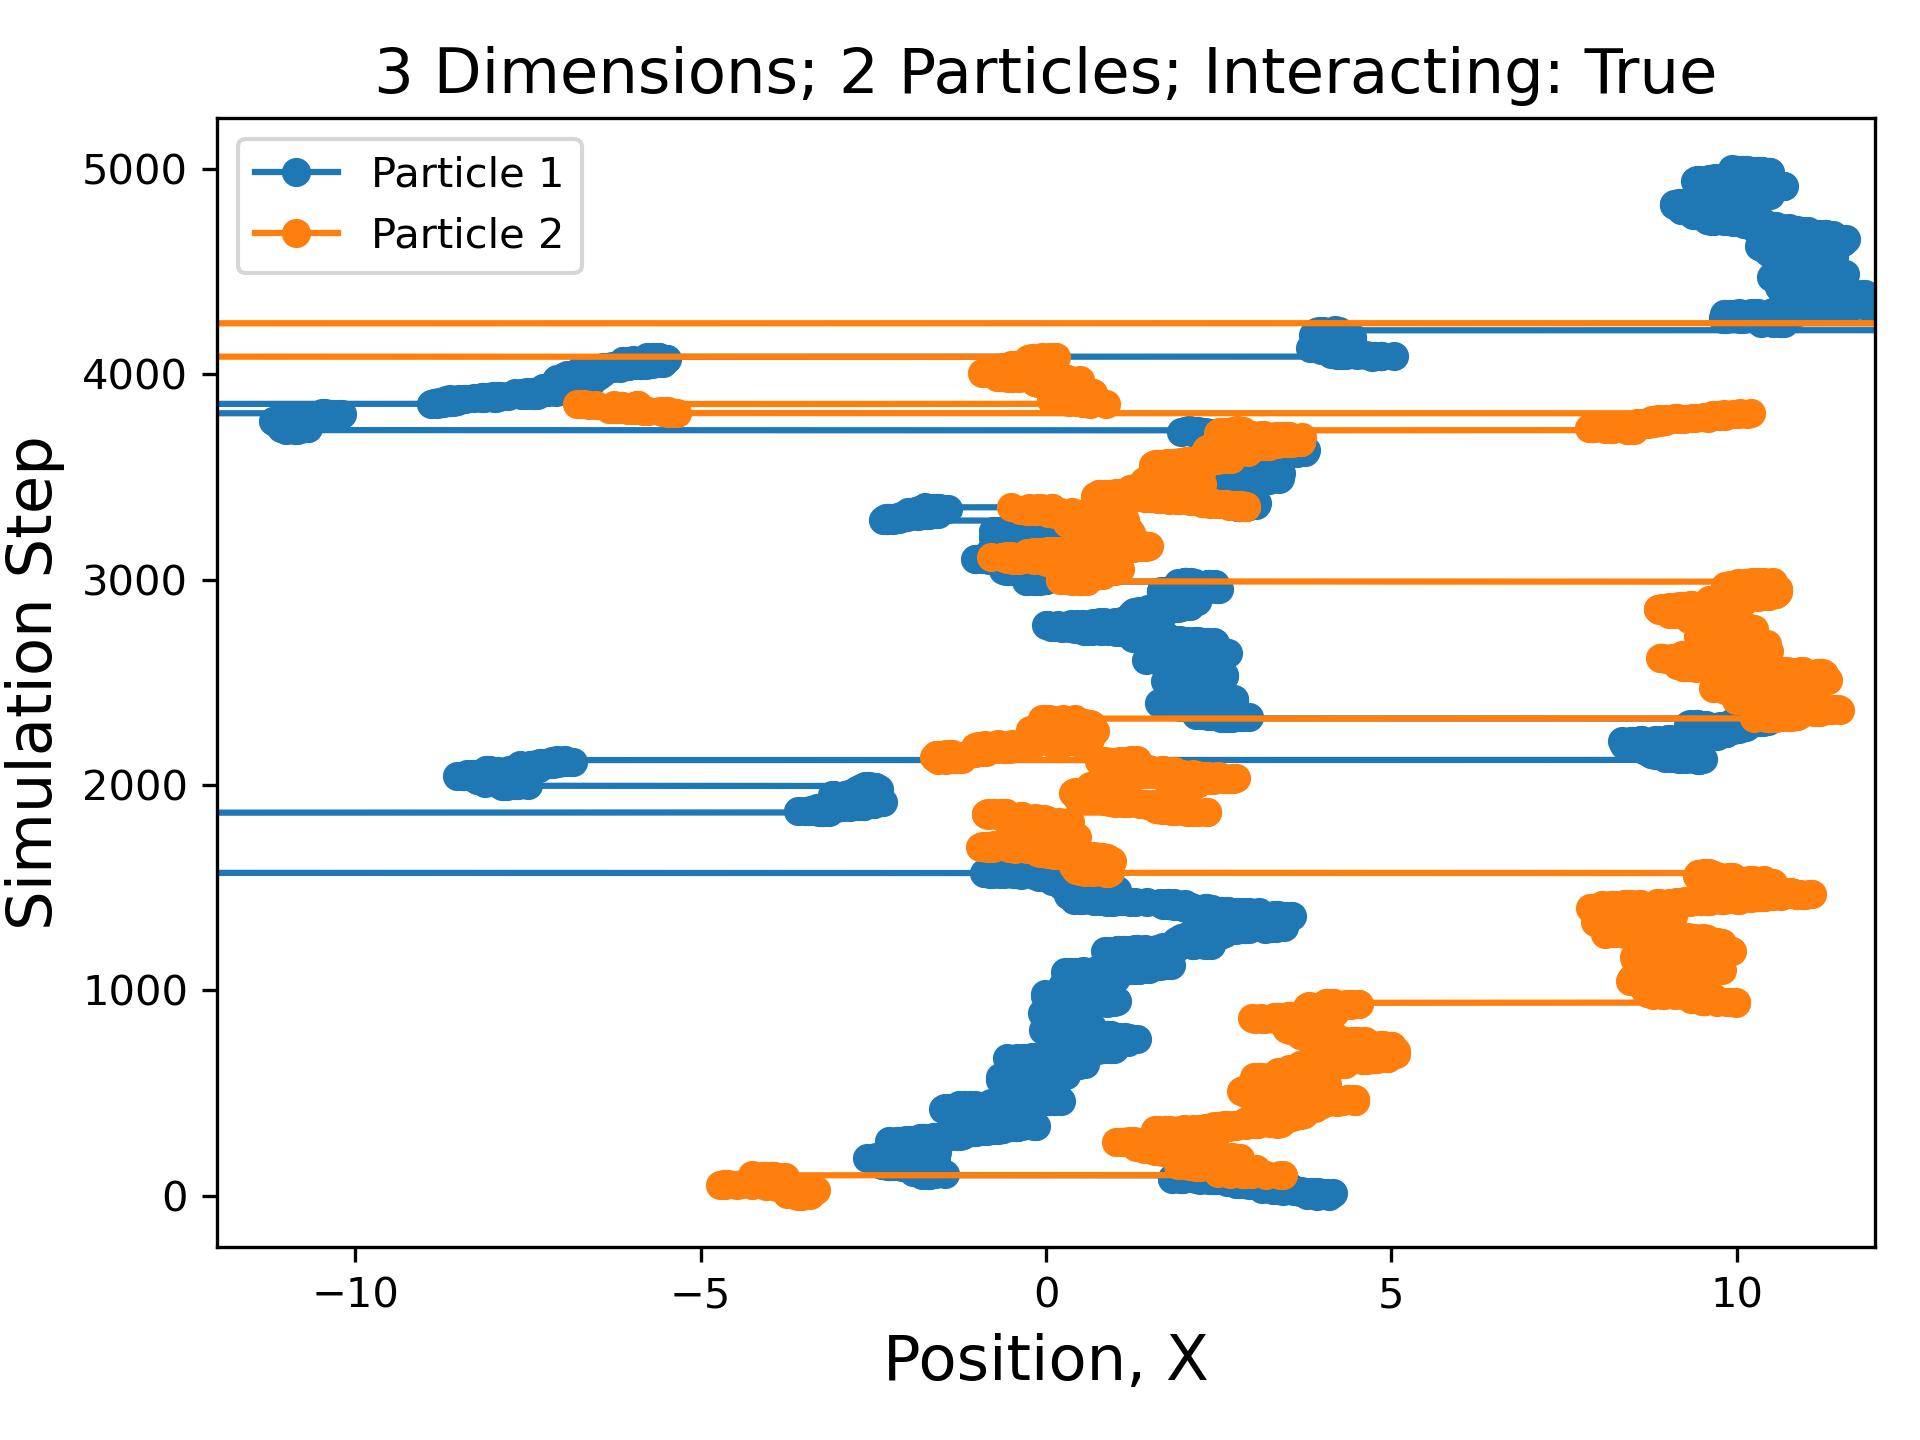 3 Dimensions; 2 Particles; Interacting: True
Particle 1
Particle 2
5000
4000
3000
2000
1000
0
Simulation Step
−10 −5 0 5 10
Position, X